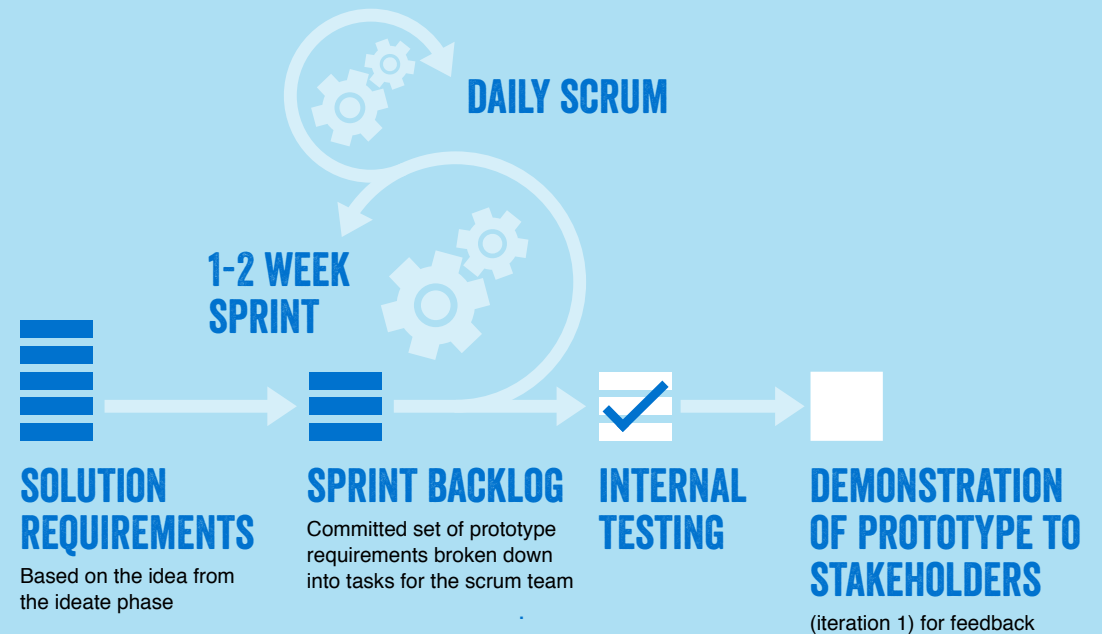 DAILY SCRUM
1-2 WEEK
SPRINT
SOLUTION
REQUIREMENTS
Based on the idea from
the ideate phase
SPRINT BACKLOG
Committed set of prototype
requirements broken down
into tasks for the scrum team
INTERNAL
TESTING
DEMONSTRATION
OF PROTOTYPE TO
STAKEHOLDERS
(iteration 1) for feedback